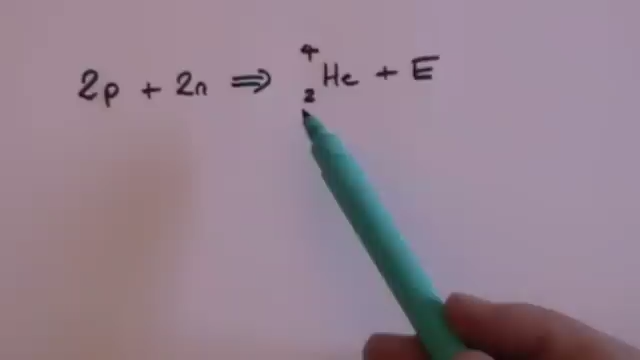 2p + 2n ⇒ ⁴₂He + E